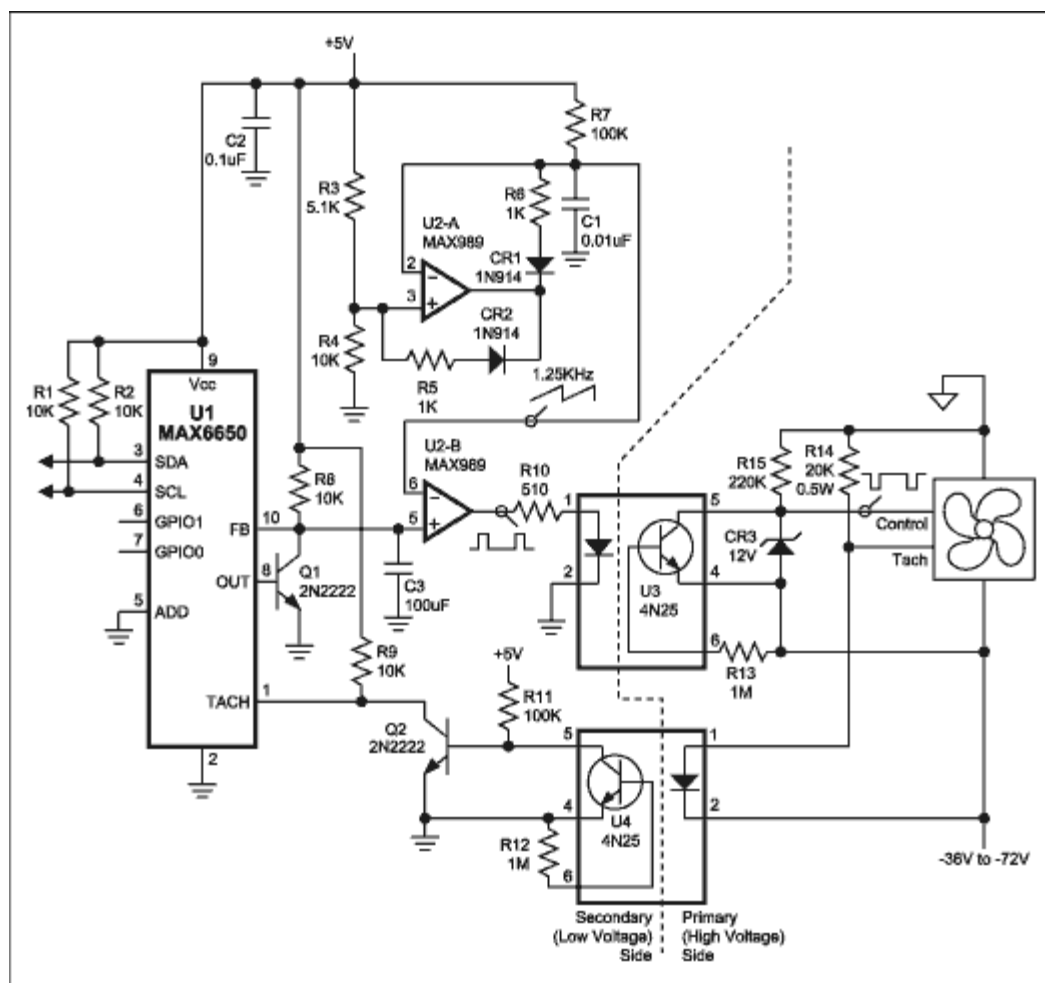 +5V
C2
0.1uF
R3
5.1K
R7
100K
R6
1K
C1
0.01uF
U2-A
MAX989
CR1
1N914
2
3
CR2
1N914
R4
10K
R5
1K
1.25KHz
R1
10K
R2
10K
9
Vcc
U1
MAX6650
3
SDA
4
SCL
6
GPIO1
7
GPIO0
5
ADD
FB
10
OUT
8
TACH
1
2
R8
10K
Q1
2N2222
C3
100uF
U2-B
MAX989
6
5
R10
510
1
2
5
4
6
U3
4N25
R15
220K
R14
20K
0.5W
CR3
12V
Control
Tach
R13
1M
R9
10K
+5V
R11
100K
Q2
2N2222
5
4
6
U4
4N25
1
2
R12
1M
-36V to -72V
Secondary
(Low Voltage)
Side
Primary
(High Voltage)
Side